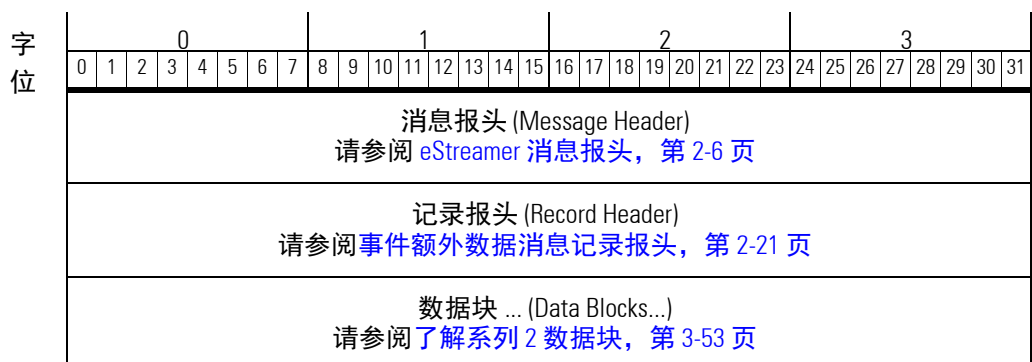 字 0 1 2 3
位 0 1 2 3 4 5 6 7 8 9 10 11 12 13 14 15 16 17 18 19 20 21 22 23 24 25 26 27 28 29 30 31
消息报头 (Message Header)
请参阅 eStreamer 消息报头，第 2-6 页
记录报头 (Record Header)
请参阅事件额外数据消息记录报头，第 2-21 页
数据块 ... (Data Blocks...)
请参阅了解系列 2 数据块，第 3-53 页